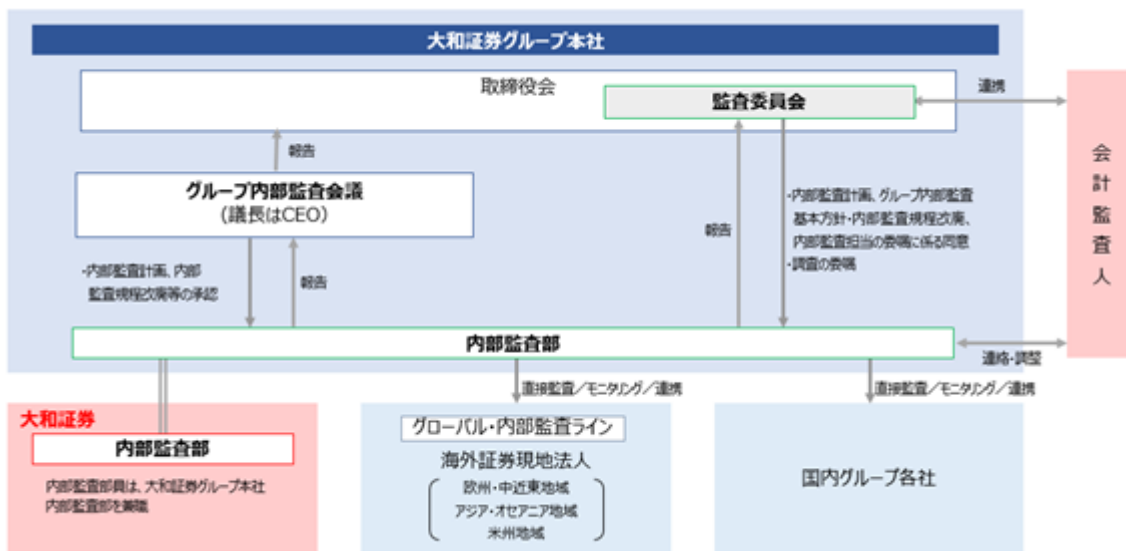 大和証券グループ本社
取締役会
監査委員会
連携
会計監査人
報告
グループ内部監査会議
(議長はCEO)
・内部監査計画、グループ内部監査
基本方針・内部監査規程改廃、
内部監査担当の委嘱に係る同意
・調査の委嘱
報告
・内部監査計画、内部
監査規程改廃等の承認
報告
内部監査部
連絡・調整
直接監査／モニタリング／連携
直接監査／モニタリング／連携
大和証券
内部監査部
内部監査部員は、大和証券グループ本社
内部監査部を兼職
グローバル・内部監査ライン
海外証券現地法人
欧州・中近東地域
アジア・オセアニア地域
米州地域
国内グループ各社